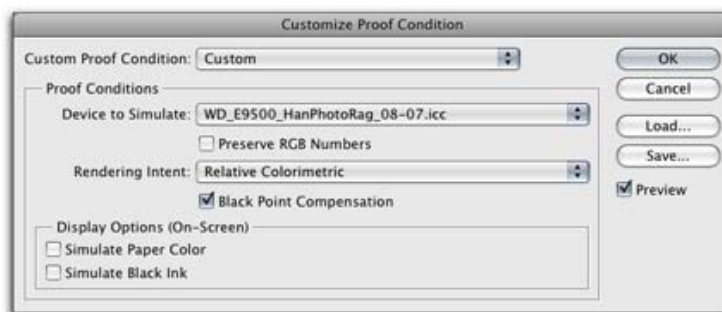 Customize Proof Condition
Custom Proof Condition: Custom
OK
Proof Conditions
Cancel
Device to Simulate: WD_E9500_HanPhotoRag_08-07.icc
Load...
Preserve RGB Numbers
Save...
Rendering Intent: Relative Colorimetric
Preview
Black Point Compensation
Display Options (On-Screen)
Simulate Paper Color
Simulate Black Ink